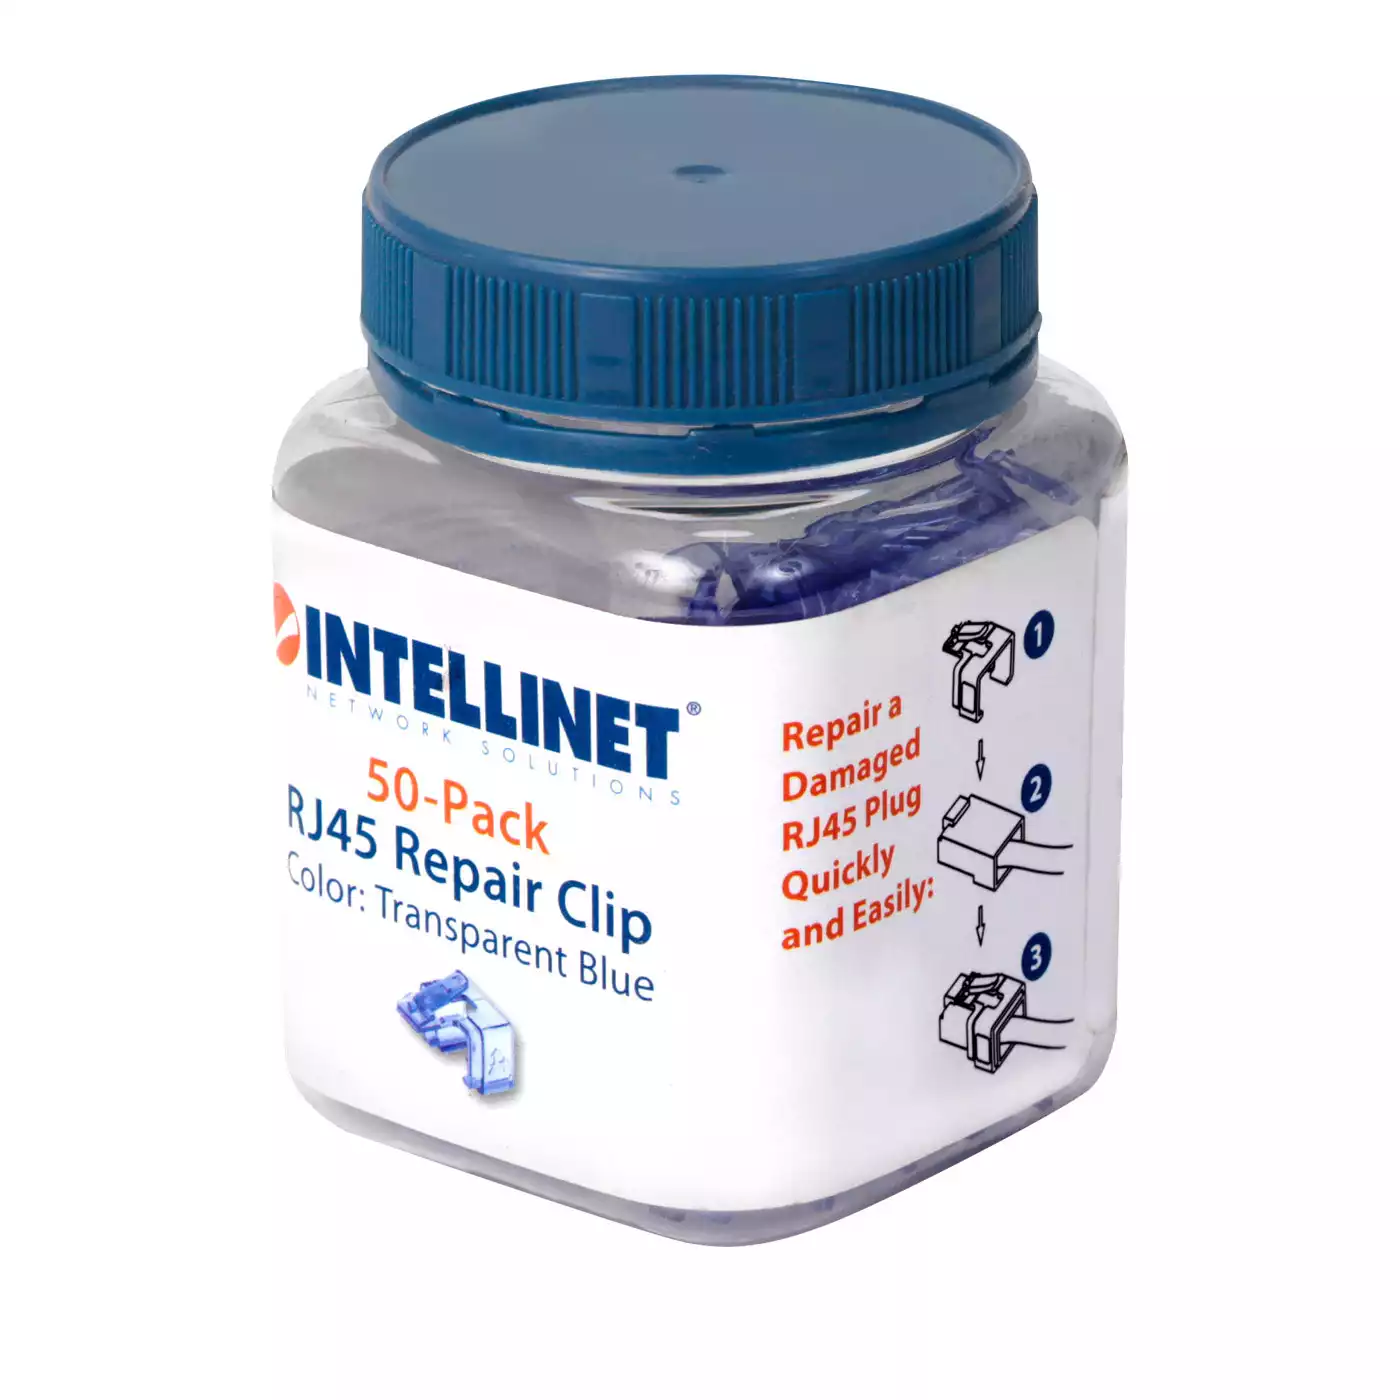 INTELLINET®
NETWORK SOLUTIONS
50-Pack
RJ45 Repair Clip
Color: Transparent Blue
Repair a
Damaged
RJ45 Plug
Quickly
and Easily:
1
2
3